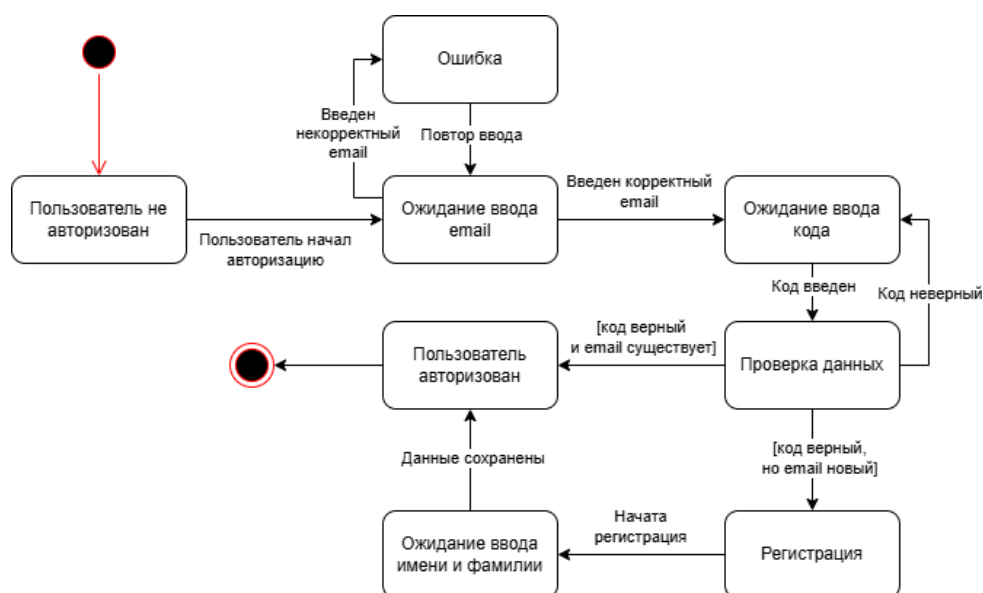 Ошибка
Введен
некорректный
email
Повтор ввода
Пользователь не
авторизован
Пользователь начал
авторизацию
Ожидание ввода
email
Введен корректный
email
Ожидание ввода
кода
Код введен
Код неверный
Пользователь
авторизован
[код верный
и email существует]
Проверка данных
Данные сохранены
[код верный,
но email новый]
Ожидание ввода
имени и фамилии
Начата
регистрация
Регистрация